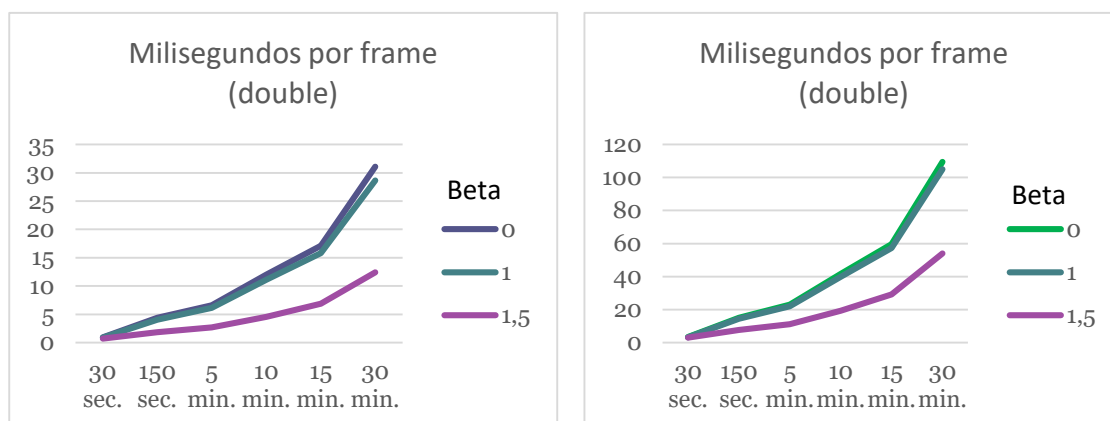 Milisegundos por frame
(double)
35
30
25
20
15
10
5
0
30 150 5 10 15 30
sec. sec. min. min. min. min.
Beta
0
1
1,5
Milisegundos por frame
(double)
120
100
80
60
40
20
0
30 150 5 10 15 30
sec. sec. min. min. min. min.
Beta
0
1
1,5